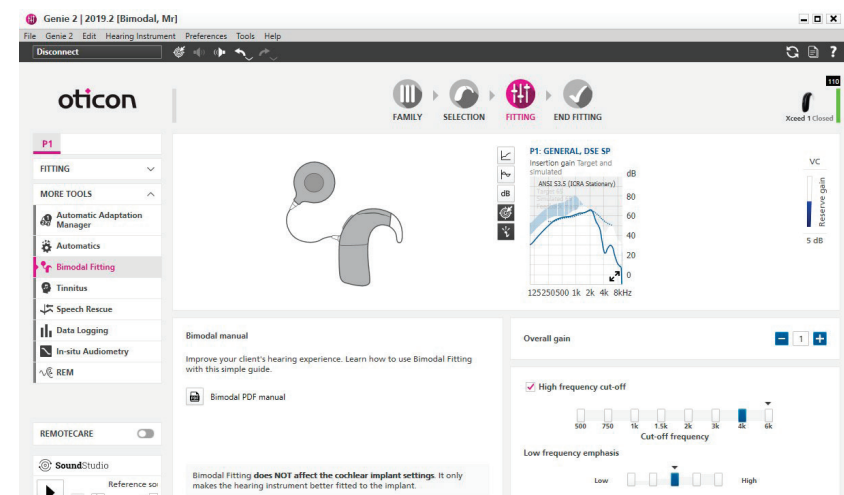 Genie 2 | 2019.2 [Bimodal, Mr]
File Genie 2 Edit Hearing Instrument Preferences Tools Help
Disconnect
?
oticon
FAMILY SELECTION FITTING END FITTING
110
Xceed 1 Closed
P1
FITTING
MORE TOOLS
Automatic Adaptation
Manager
Automatics
Bimodal Fitting
Tinnitus
Speech Rescue
Data Logging
In-situ Audiometry
REM
REMOTECARE
SoundStudio
Reference
dB
P1: GENERAL, DSE SP
Insertion gain Target and
simulated
dB
ANSI S3.5 (ICRA Stationary)
80
60
40
20
0
125250500 1k 2k 4k 8kHz
VC
Reserve gain
5 dB
Bimodal manual
Improve your client's hearing experience. Learn how to use Bimodal Fitting
with this simple guide.
PDF
Bimodal PDF manual
Bimodal Fitting does NOT affect the cochlear implant settings. It only
makes the hearing instrument better fitted to the implant.
Overall gain
1
High frequency cut-off
500 750 1k 1.5k 2k 3k 4k 6k
Cut-off frequency
Low frequency emphasis
Low High